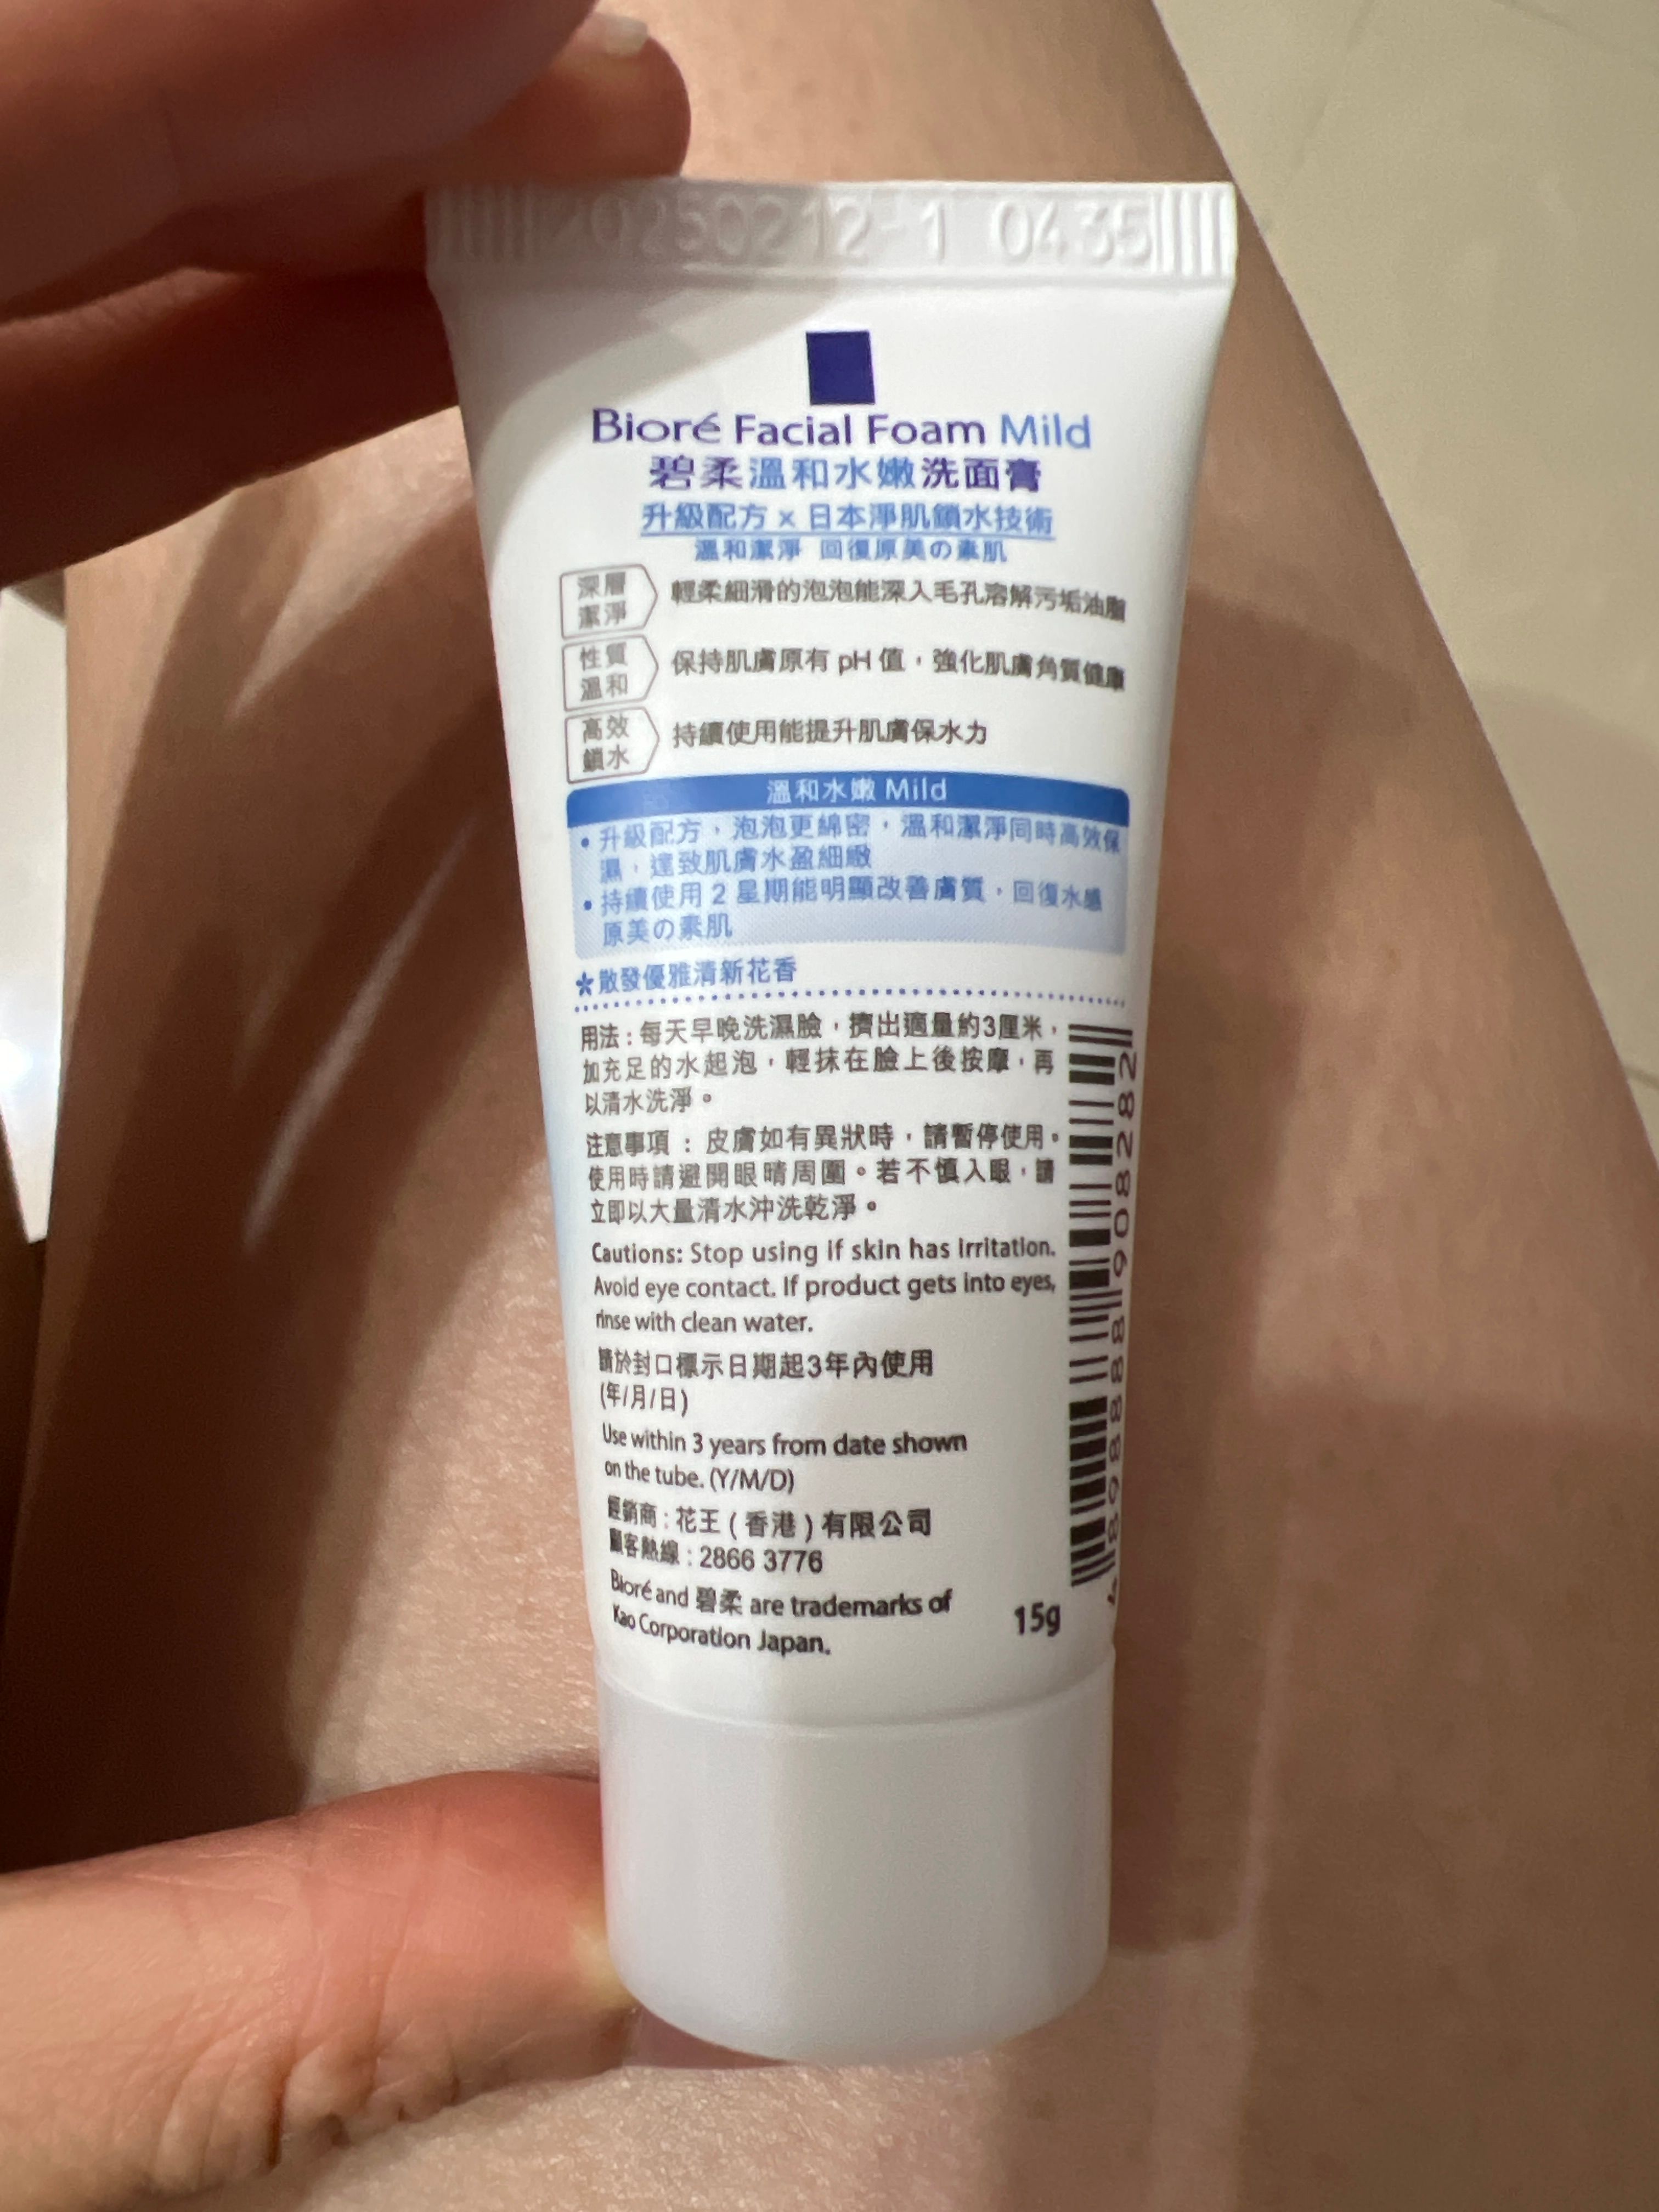 20250212-1 0435
Bioré Facial Foam Mild
碧柔溫和水嫩洗面膏
升級配方 x 日本淨肌鎖水技術
溫和潔淨 回復原美の素肌
深層
潔淨
輕柔細滑的泡泡能深入毛孔溶解污垢油脂
性質
溫和
保持肌膚原有 pH 值，強化肌膚角質健康
高效
鎖水
持續使用能提升肌膚保水力
溫和水嫩 Mild
• 升級配方，泡泡更綿密，溫和潔淨同時高效保
濕，達致肌膚水盈細緻
• 持續使用 2 星期能明顯改善膚質，回復水感
原美の素肌
*散發優雅清新花香
用法：每天早晚洗濕臉，擠出適量約3厘米，
加充足的水起泡，輕抹在臉上後按摩，再
以清水洗淨。
注意事項：皮膚如有異狀時，請暫停使用。
使用時請避開眼睛周圍。若不慎入眼，請
立即以大量清水沖洗乾淨。
Cautions: Stop using if skin has irritation.
Avoid eye contact. If product gets into eyes,
rinse with clean water.
請於封口標示日期起3年內使用
(年/月/日)
Use within 3 years from date shown
on the tube. (Y/M/D)
經銷商：花王（香港）有限公司
顧客熱線：2866 3776
Bioré and 碧柔 are trademarks of
Kao Corporation Japan.
15g
4 898888 908282